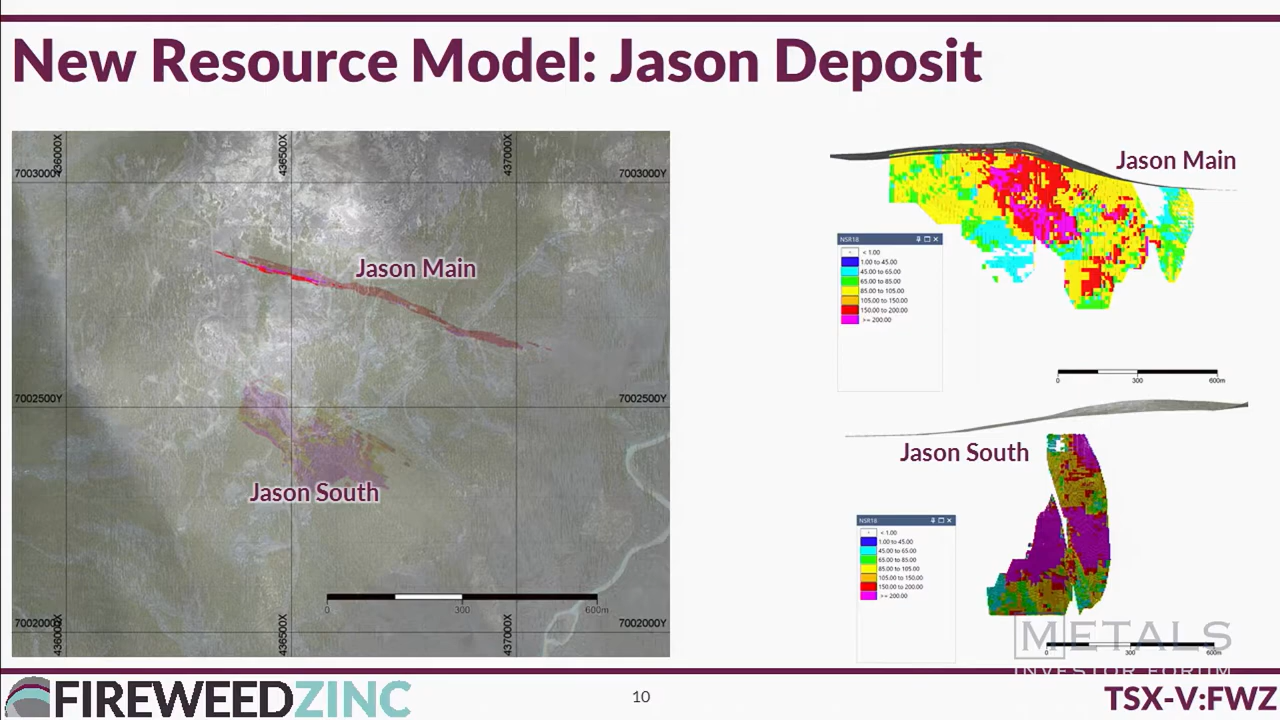 New Resource Model: Jason Deposit
436000X
436500X
437000X
7003000Y
7003000Y
Jason Main
7002500Y
7002500Y
Jason South
0
300
600m
7002000Y
7002000Y
436000X
436500X
437000X
Jason Main
NSR18
< 1.00
1.00 to 45.00
45.00 to 65.00
65.00 to 85.00
85.00 to 105.00
105.00 to 150.00
150.00 to 200.00
>= 200.00
0
300
600m
Jason South
NSR18
< 1.00
1.00 to 45.00
45.00 to 65.00
65.00 to 85.00
85.00 to 105.00
105.00 to 150.00
150.00 to 200.00
>= 200.00
METALS
0
300
600m
INVESTOR FORUM
FIREWEEDZINC
10
TSX-V:FWZ